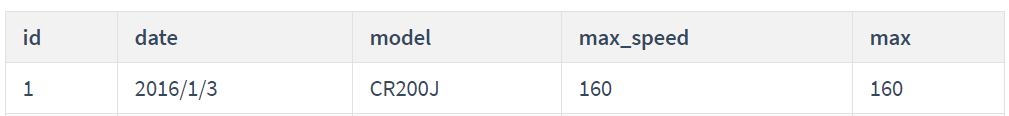 id date model max_speed max
1 2016/1/3 CR200J 160 160